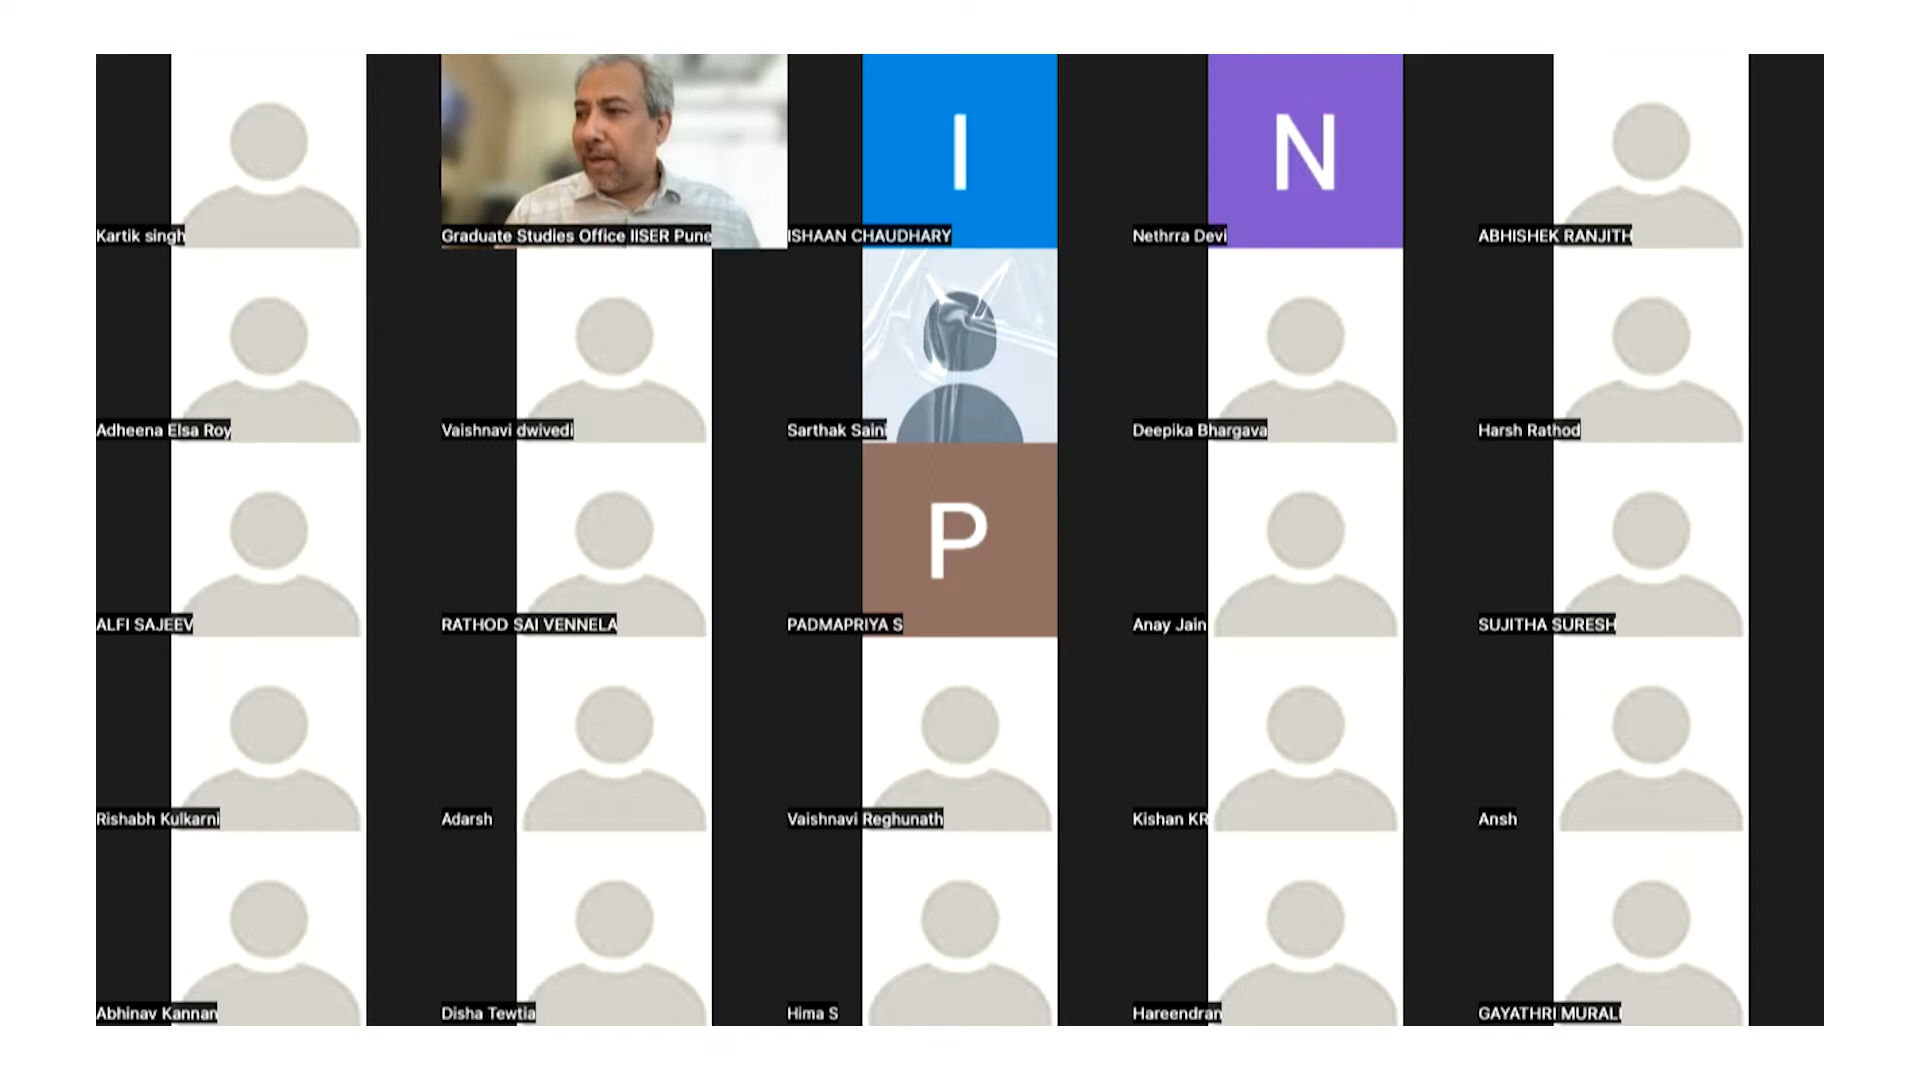 I
N
Kartik singh
Graduate Studies Office IISER Pune
ISHAAN CHAUDHARY
Nethrra Devi
ABHISHEK RANJITH
Adheena Elsa Roy
Vaishnavi dwivedi
Sarthak Saini
Deepika Bhargava
Harsh Rathod
P
ALFI SAJEEV
RATHOD SAI VENNELA
PADMAPRIYA S
Anay Jain
SUJITHA SURESH
Rishabh Kulkarni
Adarsh
Vaishnavi Reghunath
Kishan KR
Ansh
Abhinav Kannan
Disha Tewtia
Hima S
Hareendran
GAYATHRI MURALI